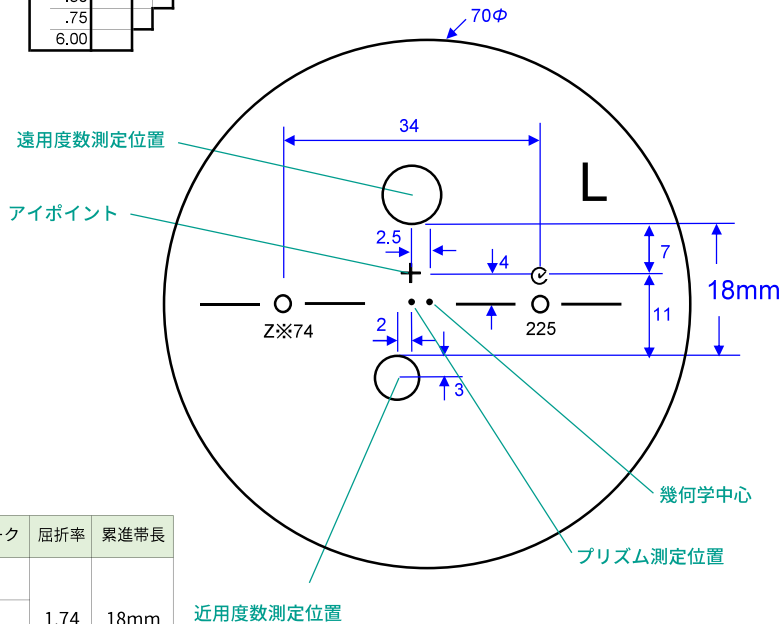 .75
6.00
70Φ
34
遠用度数測定位置
L
アイポイント
2.5
4
7
18mm
11
Z※74
225
2
3
幾何学中心
プリズム測定位置
近用度数測定位置
ク 屈折率 累進帯長
1.74 18mm